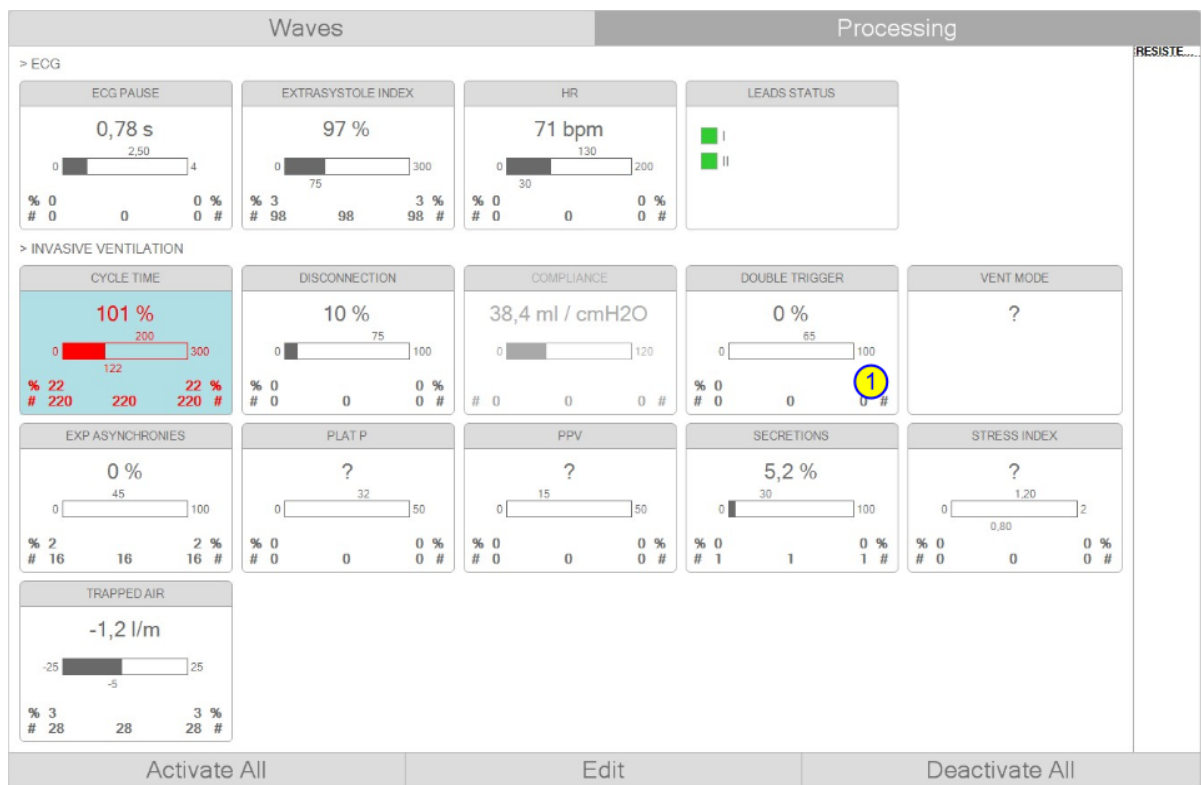 Waves Processing
RESISTE...
> ECG
ECG PAUSE EXTRASYSTOLE INDEX HR LEADS STATUS
0,78 s 97 % 71 bpm
2,50 130 I
0 4 0 300 0 200 II
75 30
% 0 0 % % 3 3 % % 0 0 %
# 0 0 0 # # 98 98 98 # # 0 0 0 #
> INVASIVE VENTILATION
CYCLE TIME DISCONNECTION COMPLIANCE DOUBLE TRIGGER VENT MODE
101 % 10 % 38,4 ml / cmH2O 0 % ?
200 75 65
0 300 0 100 0 120 0 100
122
% 22 22 % % 0 0 % % 0 1
# 220 220 220 # # 0 0 0 # # 0 0 0 # # 0 0 0 #
EXP ASYNCHRONIES PLAT P PPV SECRETIONS STRESS INDEX
0 % ? ? 5,2 % ?
45 32 15 30 1,20
0 100 0 50 0 50 0 100 0 2
0,80
% 2 2 % % 0 0 % % 0 0 % % 0 0 % % 0 0 %
# 16 16 16 # # 0 0 0 # # 0 0 0 # # 1 1 1 # # 0 0 0 #
TRAPPED AIR
-1,2 l/m
-25 25
-5
% 3 3 %
# 28 28 28 #
Activate All Edit Deactivate All